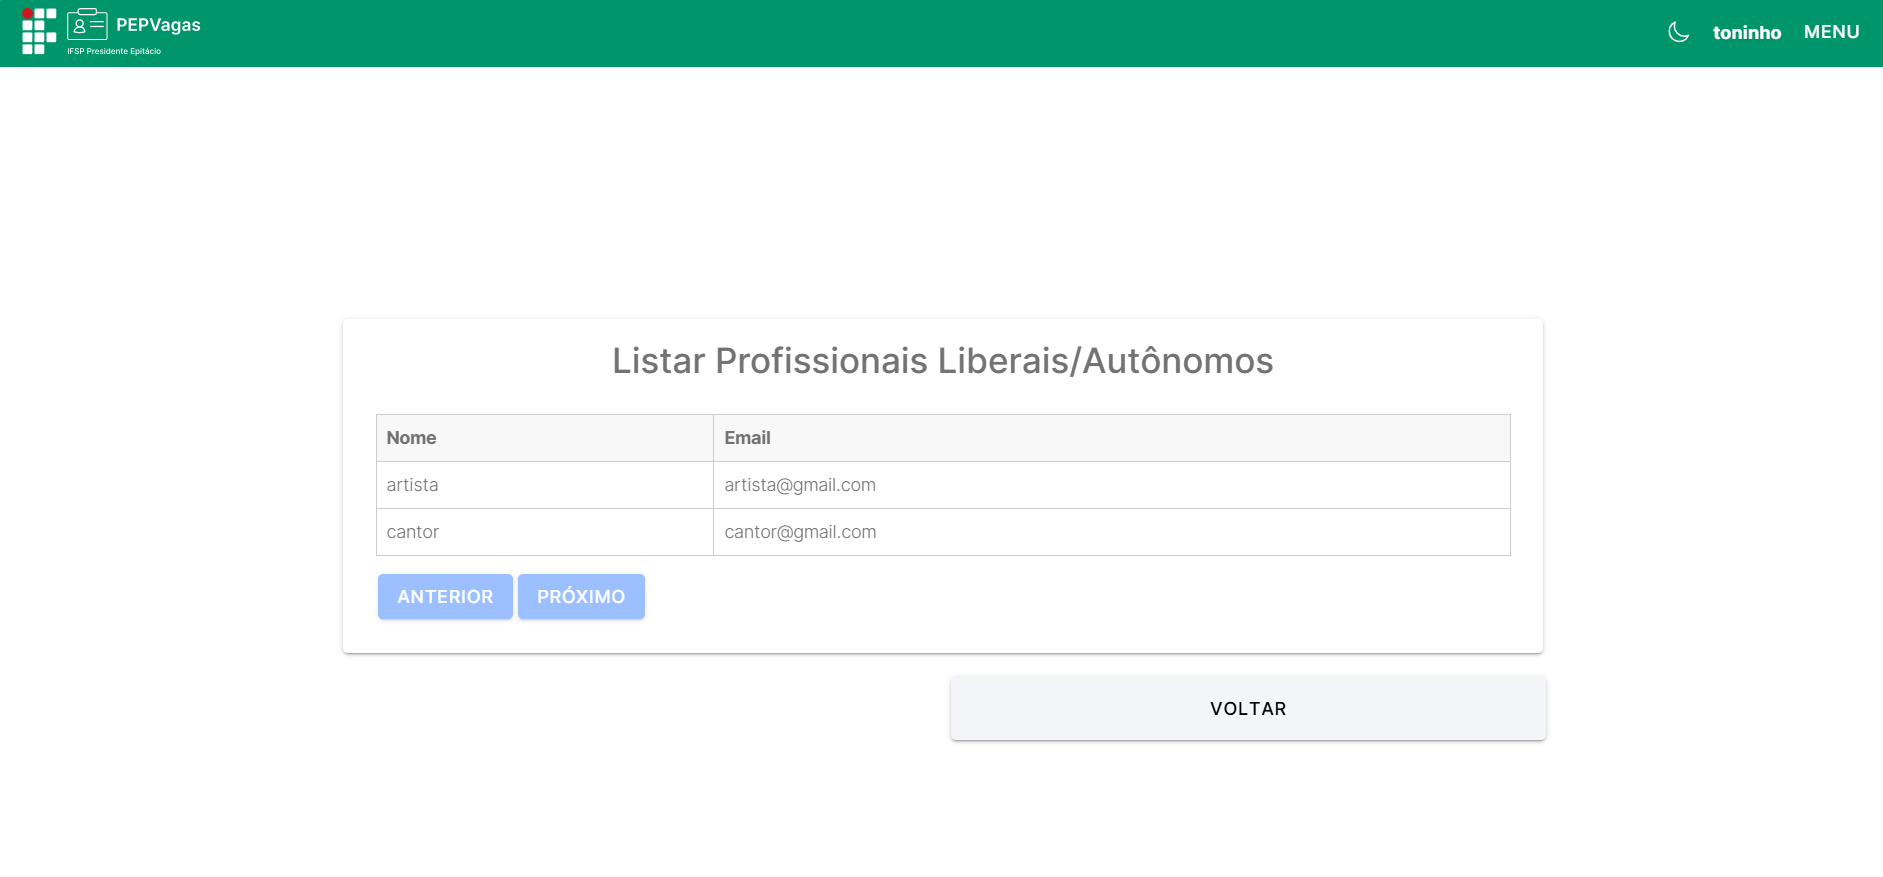 PEPVagas
IFSP Presidente Epitácio
toninho MENU
Listar Profissionais Liberais/Autônomos
Nome Email
artista artista@gmail.com
cantor cantor@gmail.com
ANTERIOR PRÓXIMO
VOLTAR